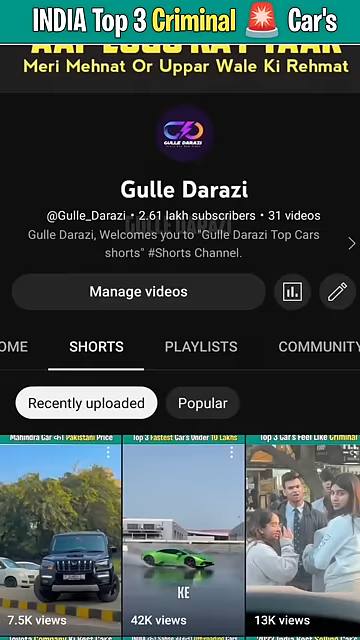 INDIA Top 3 Criminal 🚨 Car's
Meri Mehnat Or Uppar Wale Ki Rehmat
GULLE DARAZI
Gulle Darazi
@Gulle_Darazi • 2.61 lakh subscribers • 31 videos
GULLE DARAZI
Gulle Darazi, Welcomes you to "Gulle Darazi Top Cars
shorts" #Shorts Channel.
Manage videos
OME SHORTS PLAYLISTS COMMUNITY
Recently uploaded Popular
Mahindra Car का Pakistani Price
Top 3 Fastest Cars Under 10 Lakhs
Top 3 Car's Feel Like Criminal
KE
7.5K views
42K views
13K views